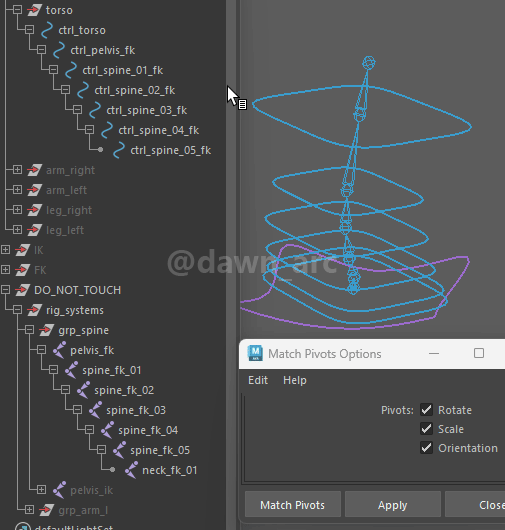 torso
ctrl_torso
ctrl_pelvis_fk
ctrl_spine_01_fk
ctrl_spine_02_fk
ctrl_spine_03_fk
ctrl_spine_04_fk
ctrl_spine_05_fk
arm_right
arm_left
leg_right
leg_left
IK
FK
DO_NOT_TOUCH
rig_systems
grp_spine
pelvis_fk
spine_fk_01
spine_fk_02
spine_fk_03
spine_fk_04
spine_fk_05
neck_fk_01
pelvis_ik
grp_arm_l
defaultLightSet
@dawn_arc
M
Match Pivots Options
Edit Help
Pivots: Rotate
Scale
Orientation
Match Pivots Apply Close